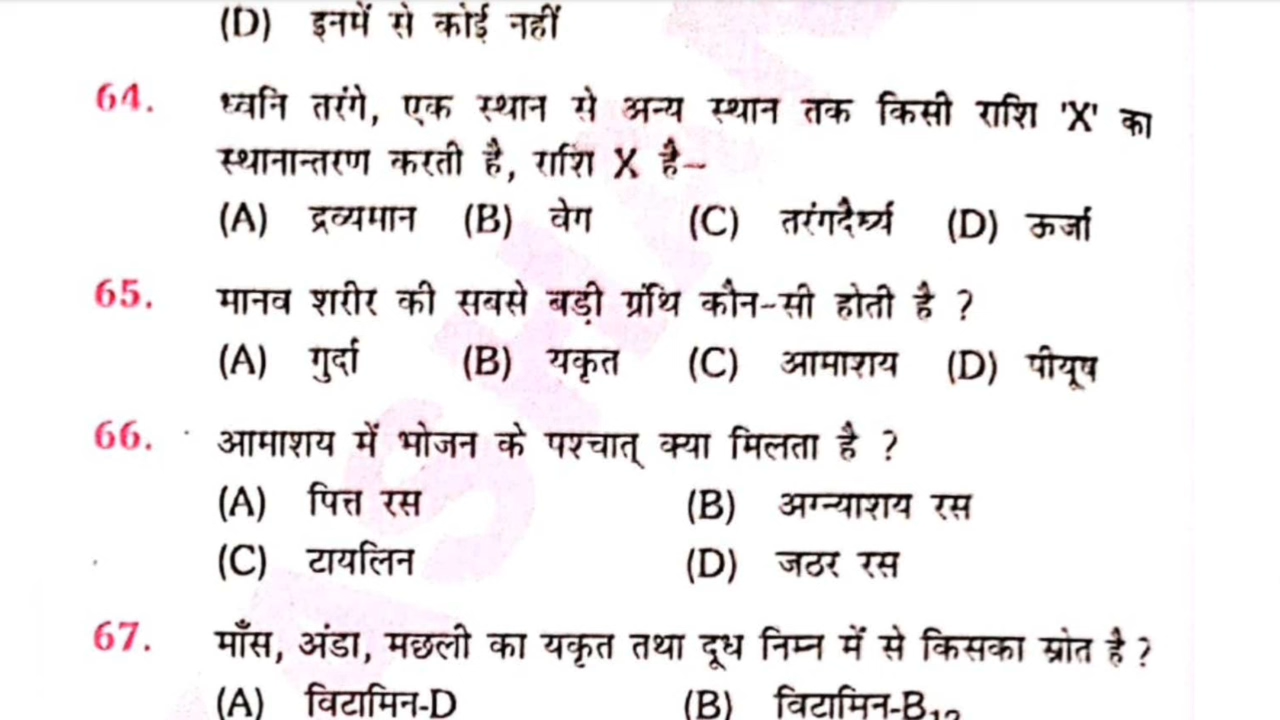 (D) इनमें से कोई नहीं
64. ध्वनि तरंगे, एक स्थान से अन्य स्थान तक किसी राशि 'X' का
स्थानान्तरण करती है, राशि X है–
(A) द्रव्यमान (B) वेग (C) तरंगदैर्घ्य (D) ऊर्जा
65. मानव शरीर की सबसे बड़ी ग्रंथि कौन-सी होती है ?
(A) गुर्दा (B) यकृत (C) आमाशय (D) पीयूष
66. आमाशय में भोजन के पश्चात् क्या मिलता है ?
(A) पित्त रस (B) अग्न्याशय रस
(C) टायलिन (D) जठर रस
67. माँस, अंडा, मछली का यकृत तथा दूध निम्न में से किसका स्रोत है ?
(A) विटामिन-D (B) विटामिन-B₁₂